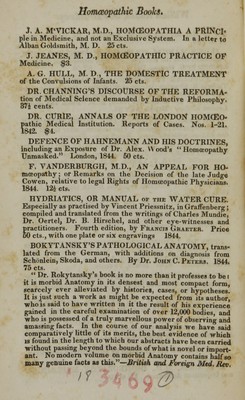 Homœopathic Books.
J. A. McVICKAR, M.D., HOMŒOPATHIA A PRINCI-
ple in Medicine, and not an Exclusive System. In a letter to
Alban Goldsmith, M. D. 25 cts.
J. JEANES, M. D., HOMŒOPATHIC PRACTICE OF
Medicine. $3.
A. G. HULL, M. D., THE DOMESTIC TREATMENT
of the Convulsions of Infants. 25 cts.
DR. CHANNING'S DISCOURSE OF THE REFORMA-
tion of Medical Science demanded by Inductive Philosophy.
37½ cents.
DR. CURIE, ANNALS OF THE LONDON HOMŒO-
pathic Medical Institution. Reports of Cases. Nos. 1-21.
1842. $4.
DEFENCE OF HAHNEMANN AND HIS DOCTRINES,
including an Exposure of Dr. Alex. Wood's "Homœopathy
Unmasked." London, 1844. 50 cts.
F. VANDERBURGH, M.D., AN APPEAL FOR HO-
mœopathy; or Remarks on the Decision of the late Judge
Cowen, relative to legal Rights of Homœopathic Physicians.
1844. 12½ cts.
HYDRIATICS, OR MANUAL OF THE WATER CURE.
Especially as practised by Vincent Priesnitz, in Graffenberg;
compiled and translated from the writings of Charles Mundie,
Dr. Oertel, Dr. B. Hirschel, and other eye-witnesses and
practitioners. Fourth edition, by FRANCIS GRAETER. Price
50 cts., with one plate or six engravings 1844.
ROKYTANSKY'S PATHOLOGICAL ANATOMY, trans-
lated from the German, with additions on diagnosis from
Schönlein, Skoda, and others. By Dr. JOHN C. PETERS. 1844.
75 cts.
"Dr. Rokytansky's book is no more than it professes to be:
it is morbid Anatomy in its densest and most compact form,
scarcely ever alleviated by histories, cases, or hypotheses.
It is just such a work as might be expected from its author,
who is said to have written in it the result of his experience
gained in the careful examination of over 12,000 bodies, and
who is possessed of a truly marvellous power of observing and
amassing facts. In the course of our analysis we have said
comparatively little of its merits, the best evidence of which
is found in the length to which our abstracts have been carried
without passing beyond the bounds of what is novel or import-
ant. No modern volume on morbid Anatomy contains half so
many genuine facts as this."—British and Foreign Med. Rev.